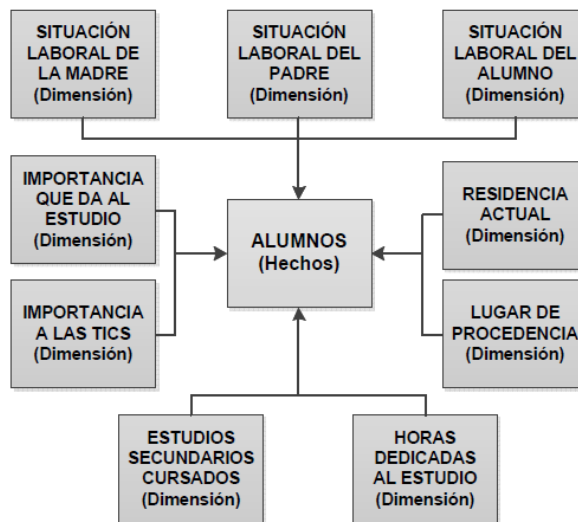 SITUACIÓN
LABORAL DE
LA MADRE
(Dimensión)
SITUACIÓN
LABORAL DEL
PADRE
(Dimensión)
SITUACIÓN
LABORAL DEL
ALUMNO
(Dimensión)
IMPORTANCIA
QUE DA AL
ESTUDIO
(Dimensión)
ALUMNOS
(Hechos)
RESIDENCIA
ACTUAL
(Dimensión)
IMPORTANCIA
A LAS TICS
(Dimensión)
LUGAR DE
PROCEDENCIA
(Dimensión)
ESTUDIOS
SECUNDARIOS
CURSADOS
(Dimensión)
HORAS
DEDICADAS
AL ESTUDIO
(Dimensión)